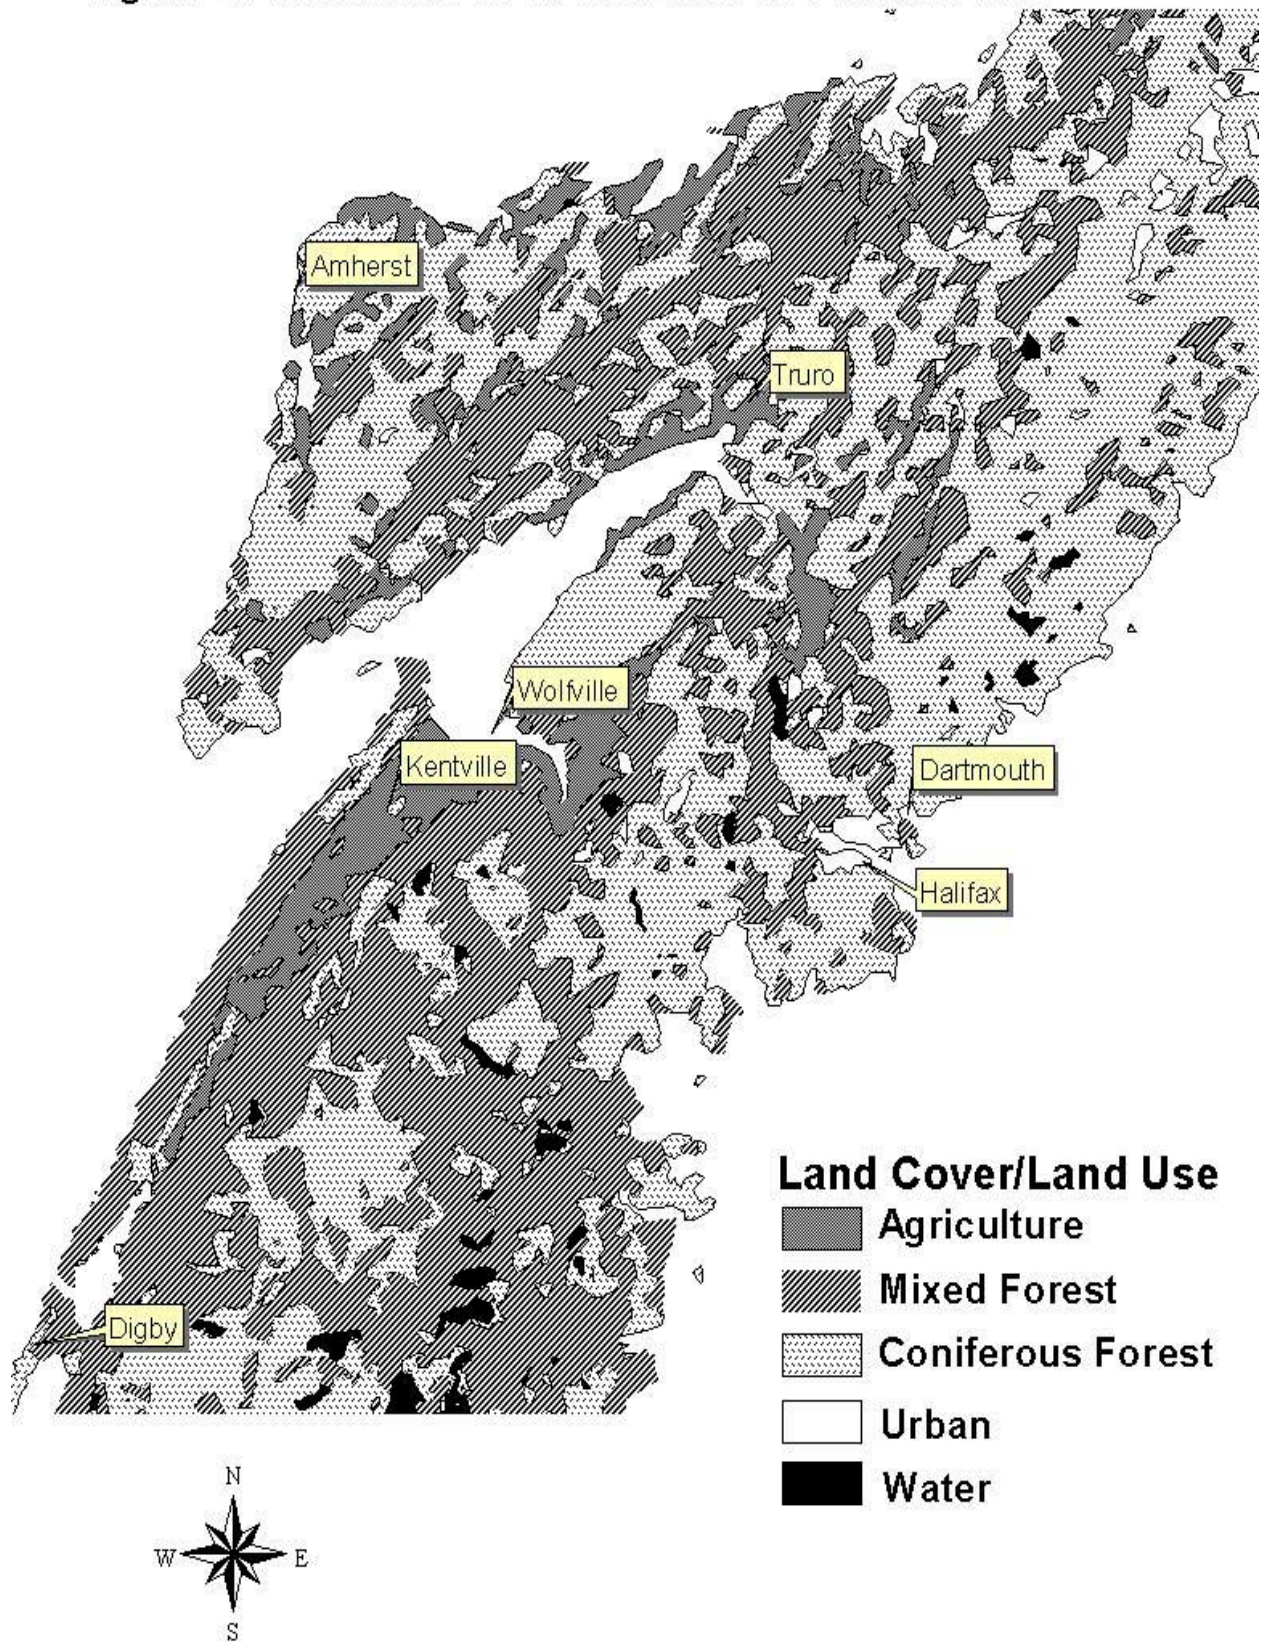 Amherst
Truro
Wolfville
Kentville
Dartmouth
Halifax
Digby
Land Cover/Land Use
Agriculture
Mixed Forest
Coniferous Forest
Urban
Water
N
W
E
S